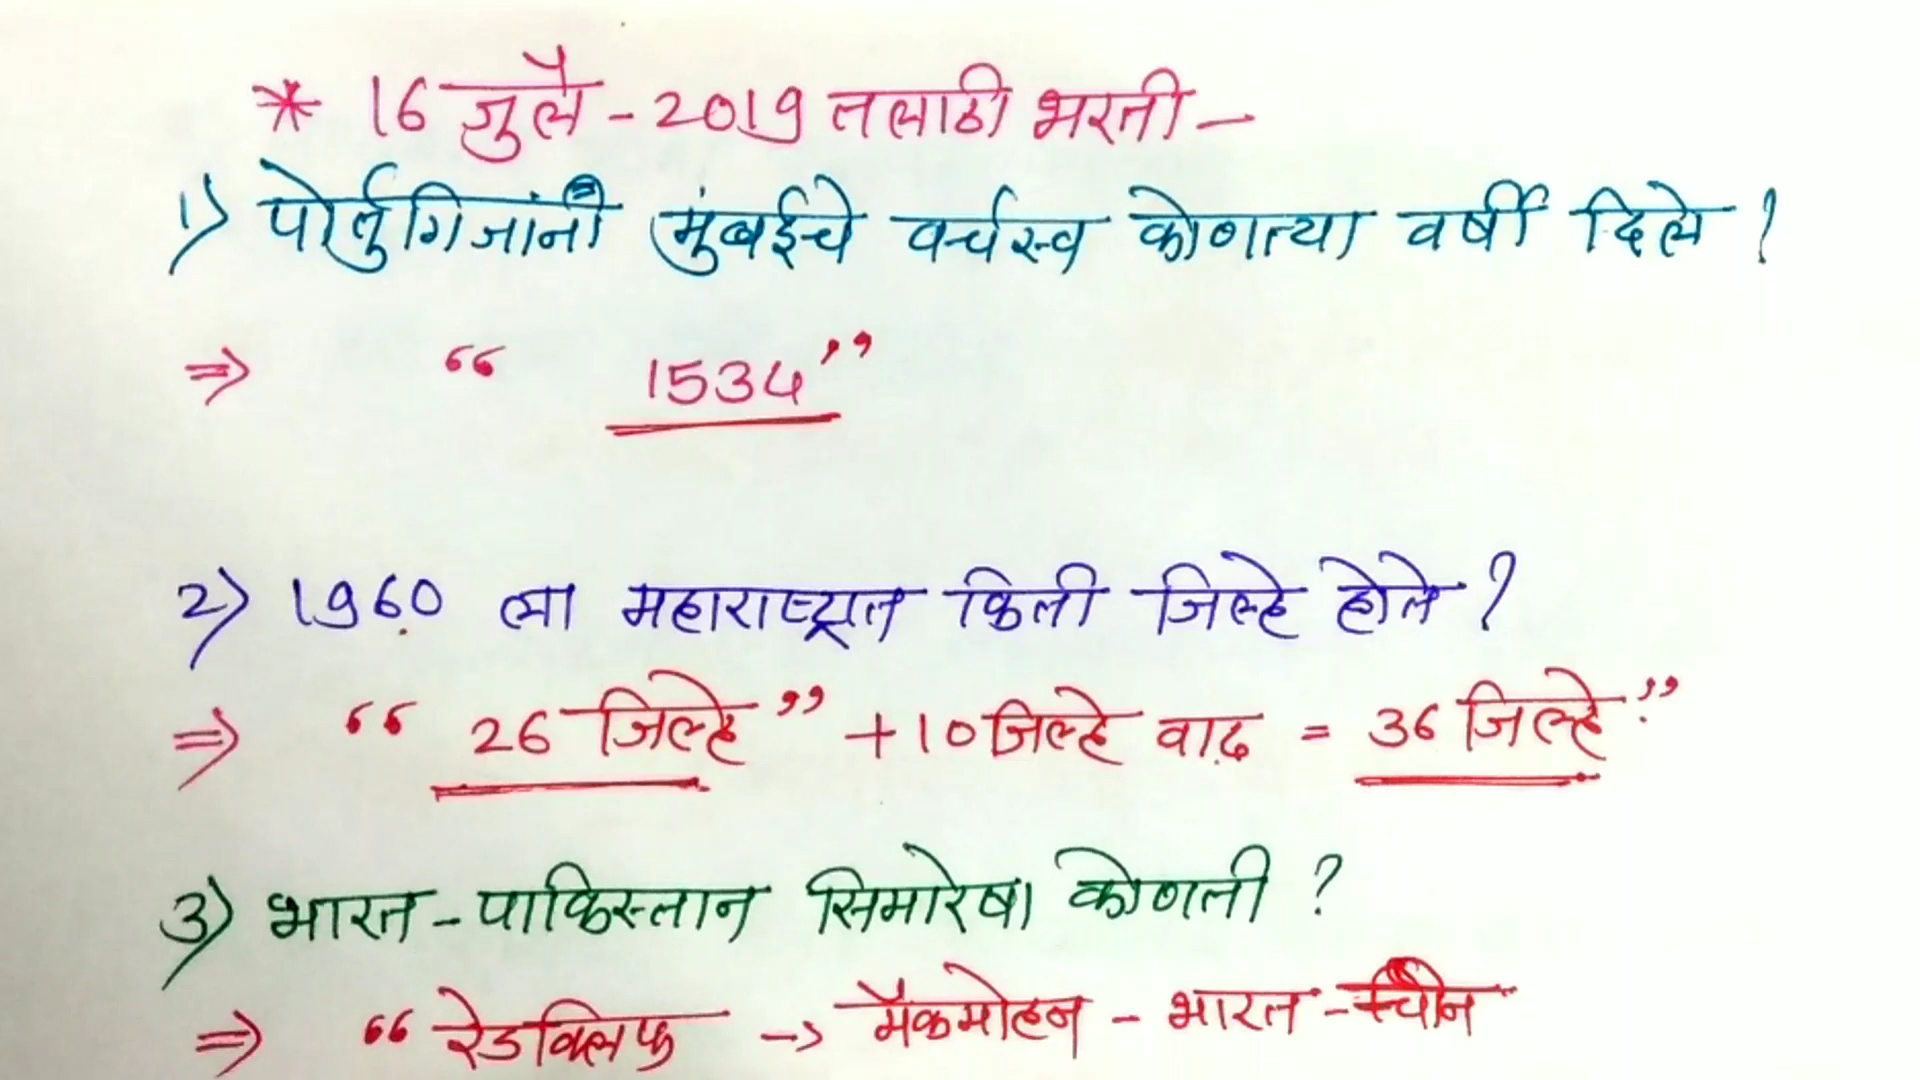 * 16 जुलै - 2019 तलाठी भरती -
1) पोर्तुगिजांनी मुंबईचे वर्चस्व कोणत्या वर्षी दिले ?
⇒ “ 1534 ”
2) 1960 ला महाराष्ट्रात किती जिल्हे होते ?
⇒ “ 26 जिल्हे ” + 10 जिल्हे वाढ = 36 जिल्हे ”
3) भारत - पाकिस्तान सिमारेषा कोणती ?
⇒ “ रेडक्लिफ → मॅकमोहन - भारत - चीन